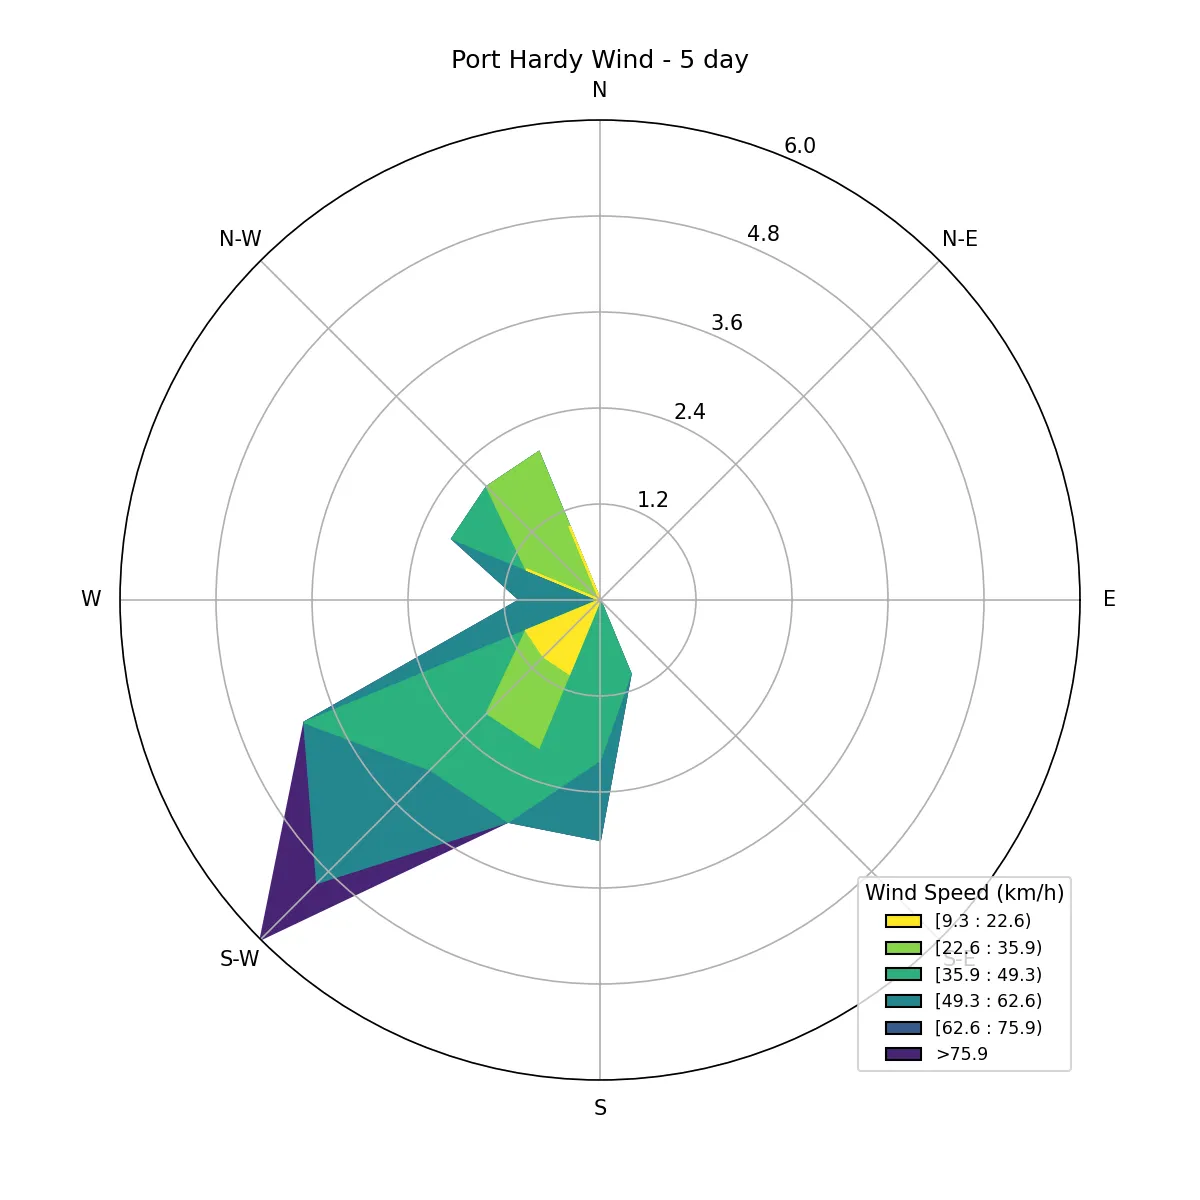 Port Hardy Wind - 5 day
N
6.0
N-W
N-E
4.8
3.6
2.4
1.2
W
E
S-W
S-E
S
Wind Speed (km/h)
[9.3 : 22.6)
[22.6 : 35.9)
[35.9 : 49.3)
[49.3 : 62.6)
[62.6 : 75.9)
>75.9